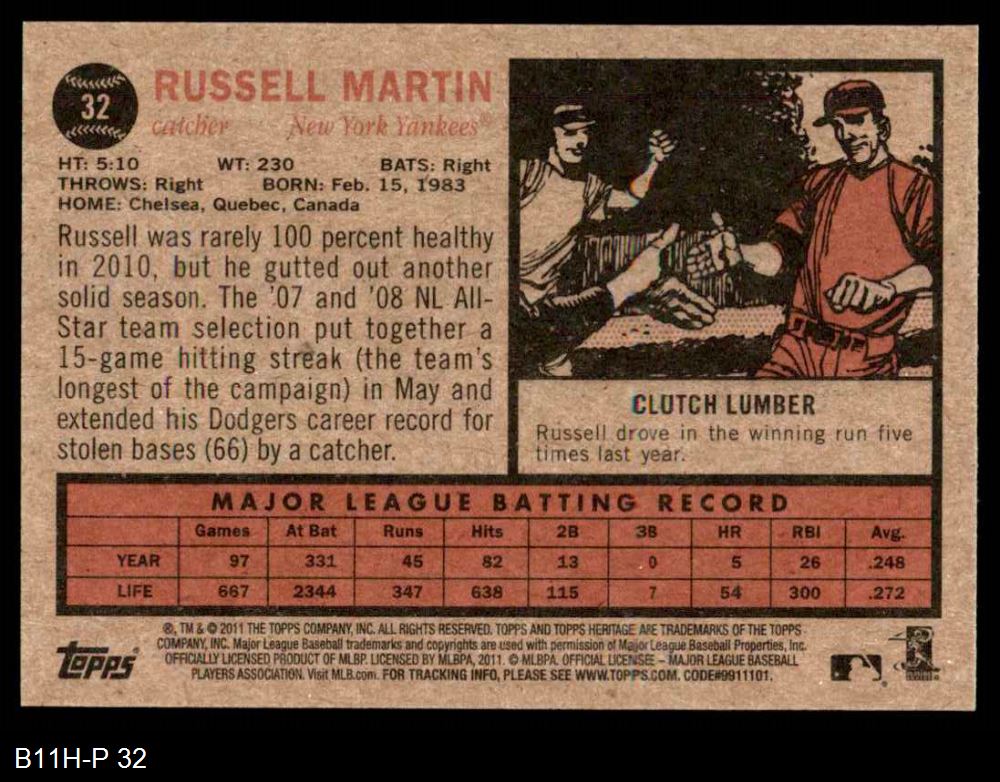 32
RUSSELL MARTIN
catcher New York Yankees®
HT: 5:10 WT: 230 BATS: Right
THROWS: Right BORN: Feb. 15, 1983
HOME: Chelsea, Quebec, Canada
Russell was rarely 100 percent healthy
in 2010, but he gutted out another
solid season. The '07 and '08 NL All-
Star team selection put together a
15-game hitting streak (the team's
longest of the campaign) in May and
extended his Dodgers career record for
stolen bases (66) by a catcher.
CLUTCH LUMBER
Russell drove in the winning run five
times last year.
MAJOR LEAGUE BATTING RECORD
Games At Bat Runs Hits 2B 3B HR RBI Avg.
YEAR 97 331 45 82 13 0 5 26 .248
LIFE 667 2344 347 638 115 7 54 300 .272
topps®
®, TM & © 2011 THE TOPPS COMPANY, INC. ALL RIGHTS RESERVED. TOPPS AND TOPPS HERITAGE ARE TRADEMARKS OF THE TOPPS
COMPANY, INC. Major League Baseball trademarks and copyrights are used with permission of Major League Baseball Properties, Inc.
OFFICIALLY LICENSED PRODUCT OF MLBP. LICENSED BY MLBPA, 2011. © MLBPA. OFFICIAL LICENSEE – MAJOR LEAGUE BASEBALL
PLAYERS ASSOCIATION. Visit MLB.com. FOR TRACKING INFO, PLEASE SEE WWW.TOPPS.COM. CODE#9911101.
B11H-P 32